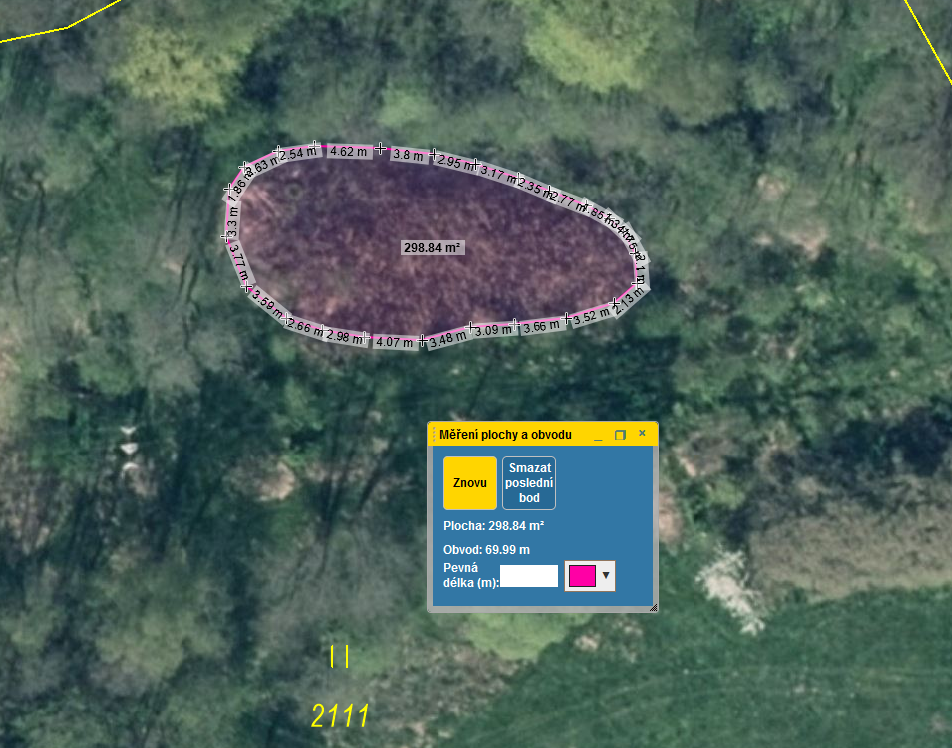 2.54 m
4.62 m
3.8 m
2.95 m
3.17 m
2.35 m
2.77 m
3.1 m
2.13 m
3.52 m
3.66 m
3.09 m
3.48 m
4.07 m
2.98 m
2.66 m
3.59 m
3.77 m
3.3 m
1.86 m
298.84 m²
Měření plochy a obvodu
Znovu
Smazat
poslední
bod
Plocha: 298.84 m²
Obvod: 69.99 m
Pevná
délka (m):
2111